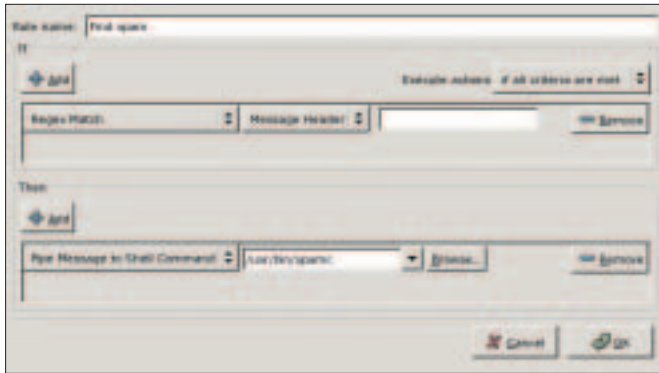 Rule name: Find spam
If
Add
Execute actions if all criteria are met
Regex Match Message Header Remove
Then
Add
Pipe Message to Shell Command /usr/bin/spamc Browse... Remove
Cancel OK